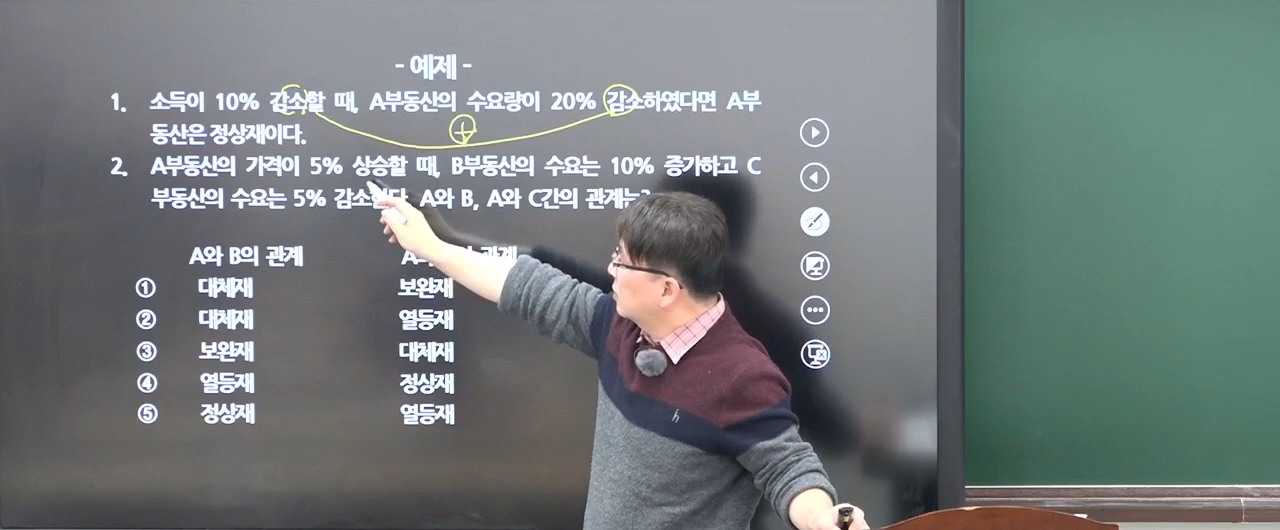 - 예제 -
1. 소득이 10% 감소할 때, A부동산의 수요량이 20% 감소하였다면 A부
동산은 정상재이다.
2. A부동산의 가격이 5% 상승할 때, B부동산의 수요는 10% 증가하고 C
부동산의 수요는 5% 감소한다. A와 B, A와 C간의 관계는?
A와 B의 관계 관계
① 대체재 보완재
② 대체재 열등재
③ 보완재 대체재
④ 열등재 정상재
⑤ 정상재 열등재